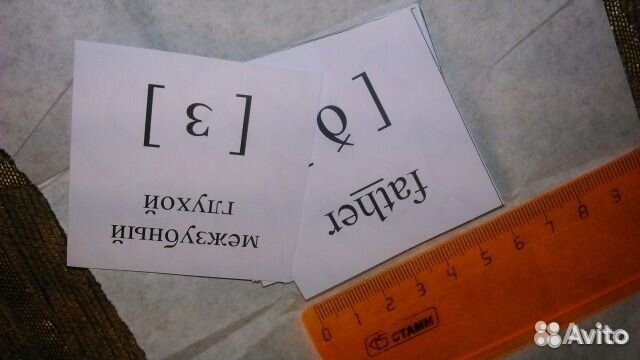 межзубный
глухой
[ з ]
father
[ ð ]
0 1 2 3 4 5 6 7 8 9
СТАММ
Avito